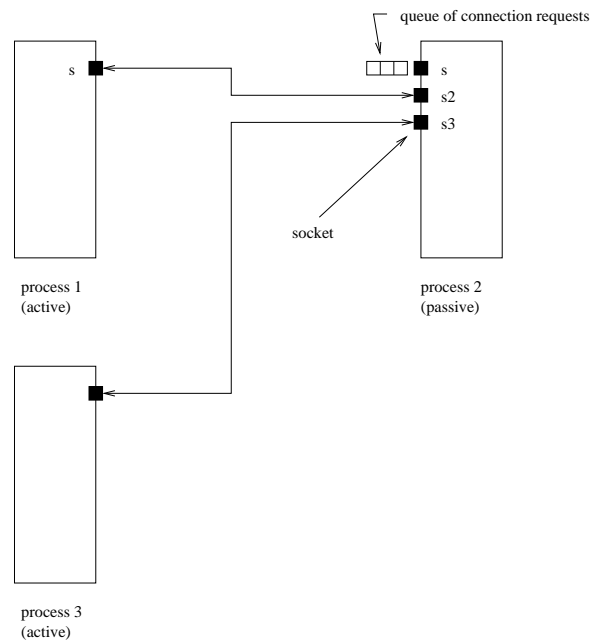 queue of connection requests
s
s
s2
s3
socket
process 1
(active)
process 2
(passive)
process 3
(active)